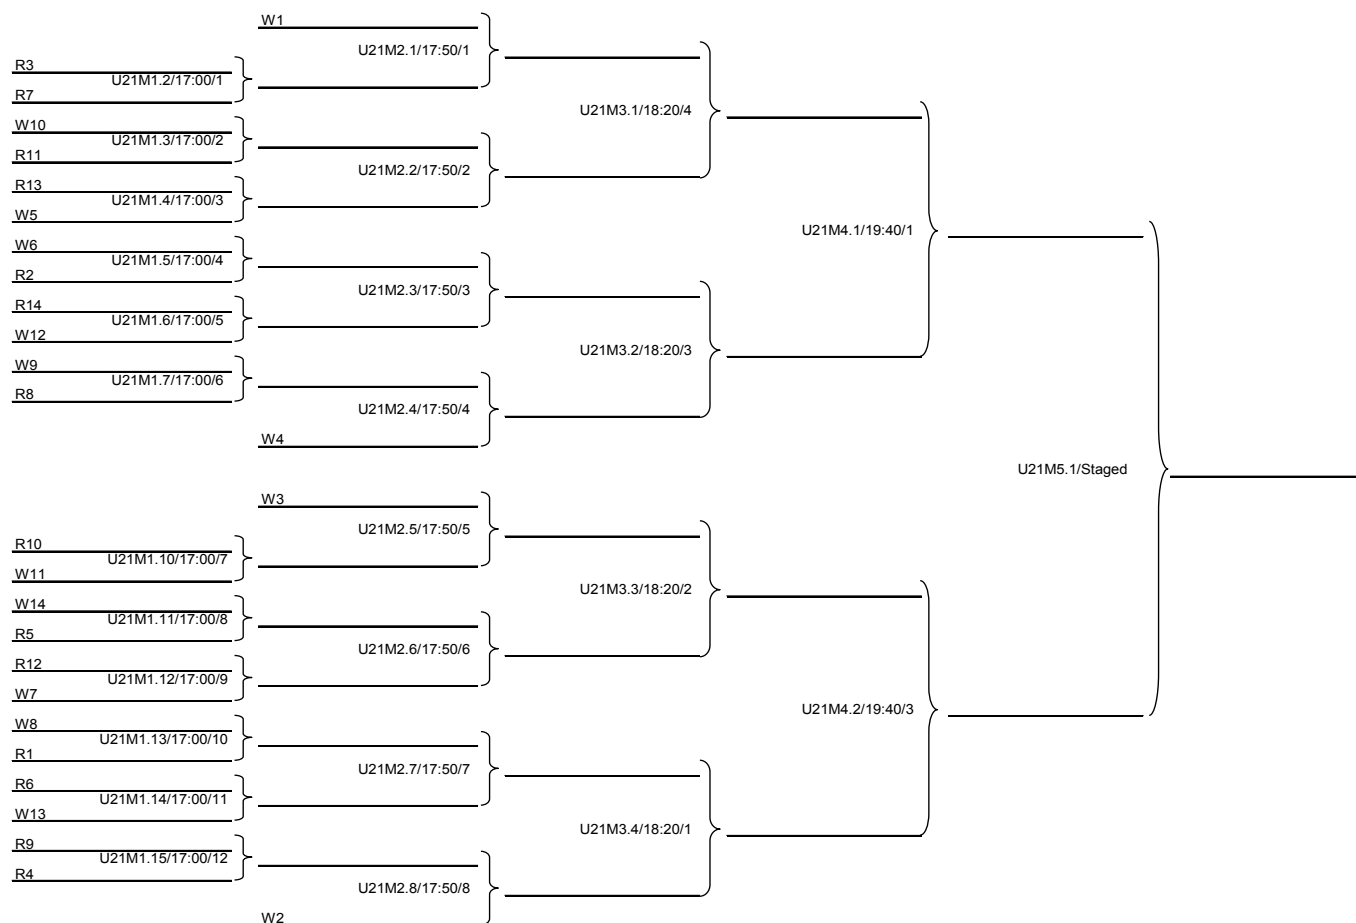 W1
U21M2.1/17:50/1
R3
U21M1.2/17:00/1
R7
U21M3.1/18:20/4
W10
U21M1.3/17:00/2
R11
U21M2.2/17:50/2
R13
U21M1.4/17:00/3
W5
U21M4.1/19:40/1
W6
U21M1.5/17:00/4
R2
U21M2.3/17:50/3
R14
U21M1.6/17:00/5
W12
U21M3.2/18:20/3
W9
U21M1.7/17:00/6
R8
U21M2.4/17:50/4
W4
U21M5.1/Staged
W3
U21M2.5/17:50/5
R10
U21M1.10/17:00/7
W11
U21M3.3/18:20/2
W14
U21M1.11/17:00/8
R5
U21M2.6/17:50/6
R12
U21M1.12/17:00/9
W7
U21M4.2/19:40/3
W8
U21M1.13/17:00/10
R1
U21M2.7/17:50/7
R6
U21M1.14/17:00/11
W13
U21M3.4/18:20/1
R9
U21M1.15/17:00/12
R4
U21M2.8/17:50/8
W2